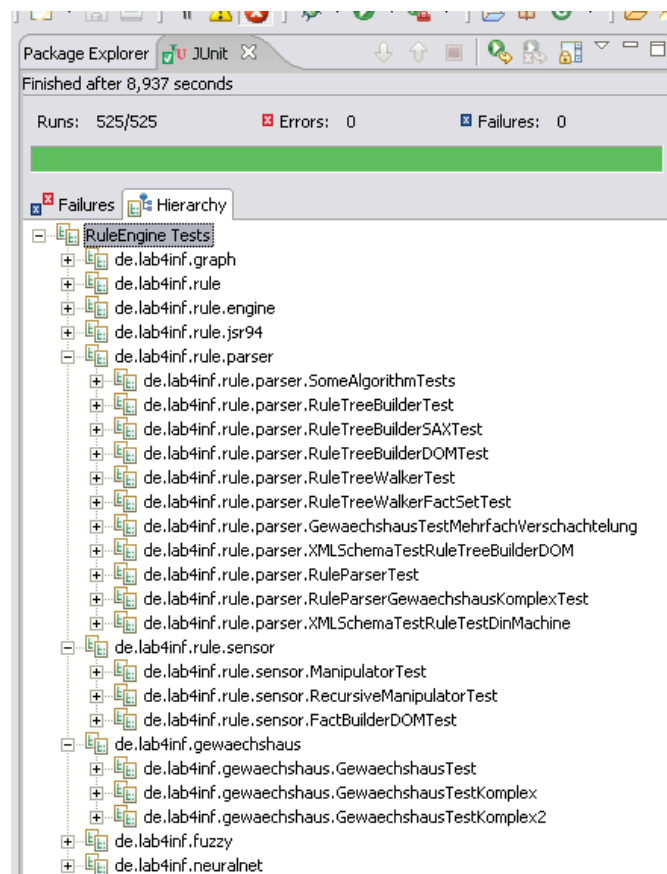 Package Explorer JUnit
Finished after 8,937 seconds
Runs: 525/525 Errors: 0 Failures: 0
Failures Hierarchy
RuleEngine Tests
de.lab4inf.graph
de.lab4inf.rule
de.lab4inf.rule.engine
de.lab4inf.rule.jsr94
de.lab4inf.rule.parser
de.lab4inf.rule.parser.SomeAlgorithmTests
de.lab4inf.rule.parser.RuleTreeBuilderTest
de.lab4inf.rule.parser.RuleTreeBuilderSAXTest
de.lab4inf.rule.parser.RuleTreeBuilderDOMTest
de.lab4inf.rule.parser.RuleTreeWalkerTest
de.lab4inf.rule.parser.RuleTreeWalkerFactSetTest
de.lab4inf.rule.parser.GewaechshausTestMehrfachVerschachtelung
de.lab4inf.rule.parser.XMLSchemaTestRuleTreeBuilderDOM
de.lab4inf.rule.parser.RuleParserTest
de.lab4inf.rule.parser.RuleParserGewaechshausKomplexTest
de.lab4inf.rule.parser.XMLSchemaTestRuleTestDinMachine
de.lab4inf.rule.sensor
de.lab4inf.rule.sensor.ManipulatorTest
de.lab4inf.rule.sensor.RecursiveManipulatorTest
de.lab4inf.rule.sensor.FactBuilderDOMTest
de.lab4inf.gewaechshaus
de.lab4inf.gewaechshaus.GewaechshausTest
de.lab4inf.gewaechshaus.GewaechshausTestKomplex
de.lab4inf.gewaechshaus.GewaechshausTestKomplex2
de.lab4inf.fuzzy
de.lab4inf.neuralnet